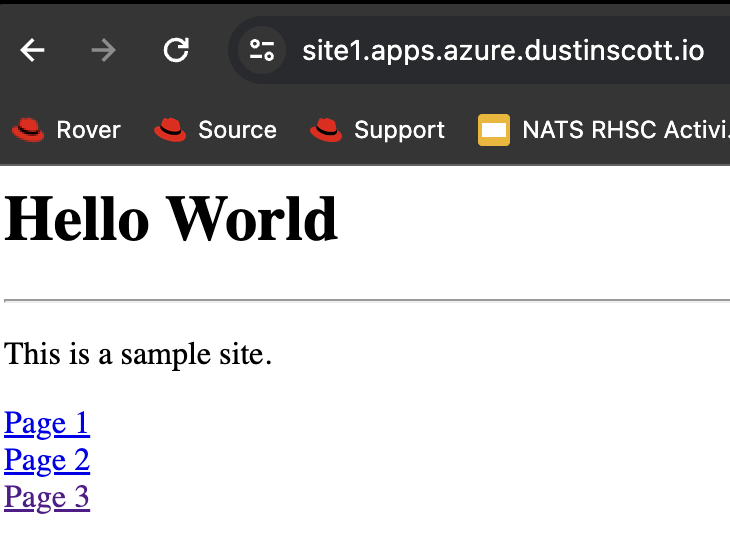 site1.apps.azure.dustinscott.io
Rover Source Support NATS RHSC Activi.
Hello World
This is a sample site.
Page 1
Page 2
Page 3